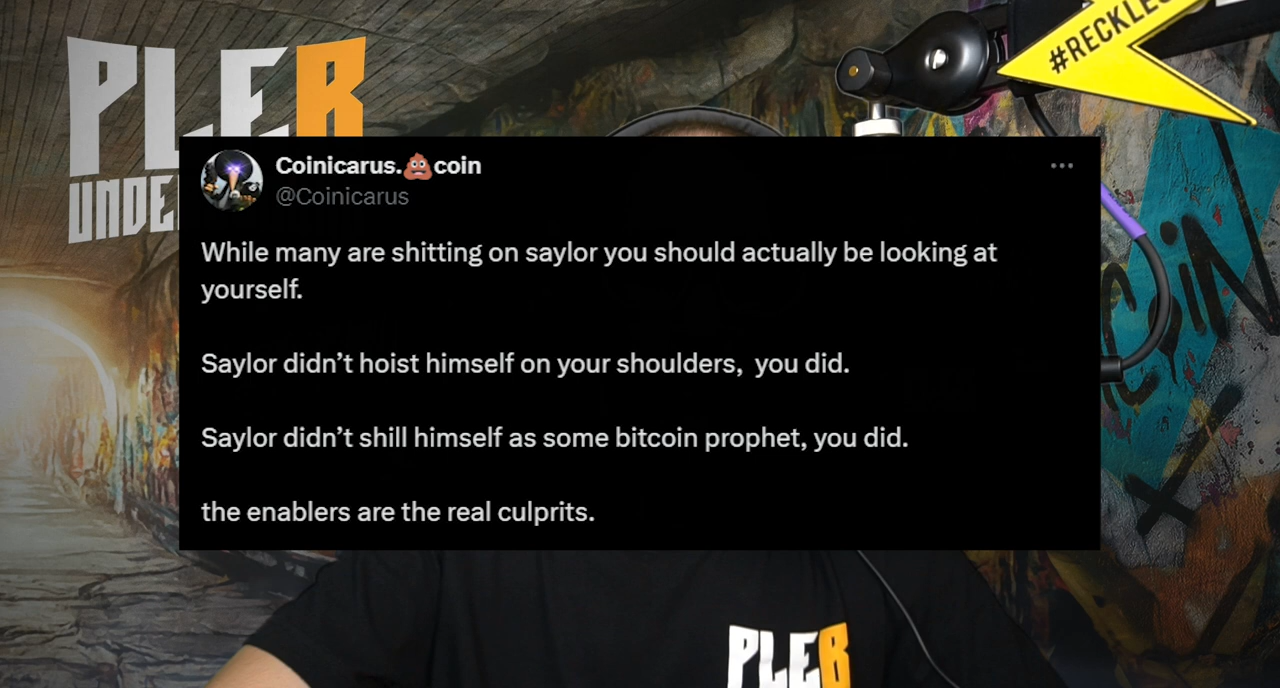 PLEB
UNDE
#RECKLES
Coinicarus.💩coin
@Coinicarus
While many are shitting on saylor you should actually be looking at
yourself.
Saylor didn’t hoist himself on your shoulders,  you did.
Saylor didn’t shill himself as some bitcoin prophet, you did.
the enablers are the real culprits.
COiN
PLEB